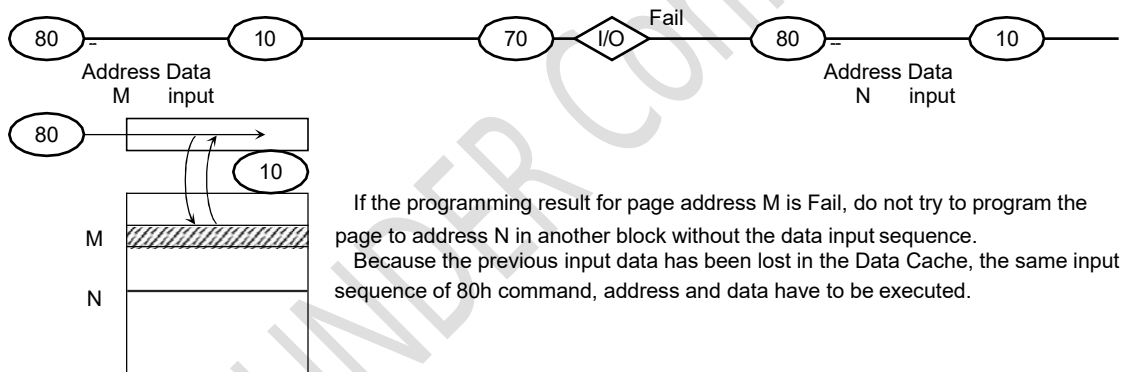 Fail
80 10 70 I/O 80 10
Address Data Address Data
M input N input
80
10
If the programming result for page address M is Fail, do not try to program the
M page to address N in another block without the data input sequence.
Because the previous input data has been lost in the Data Cache, the same input
N sequence of 80h command, address and data have to be executed.
UNDER CON